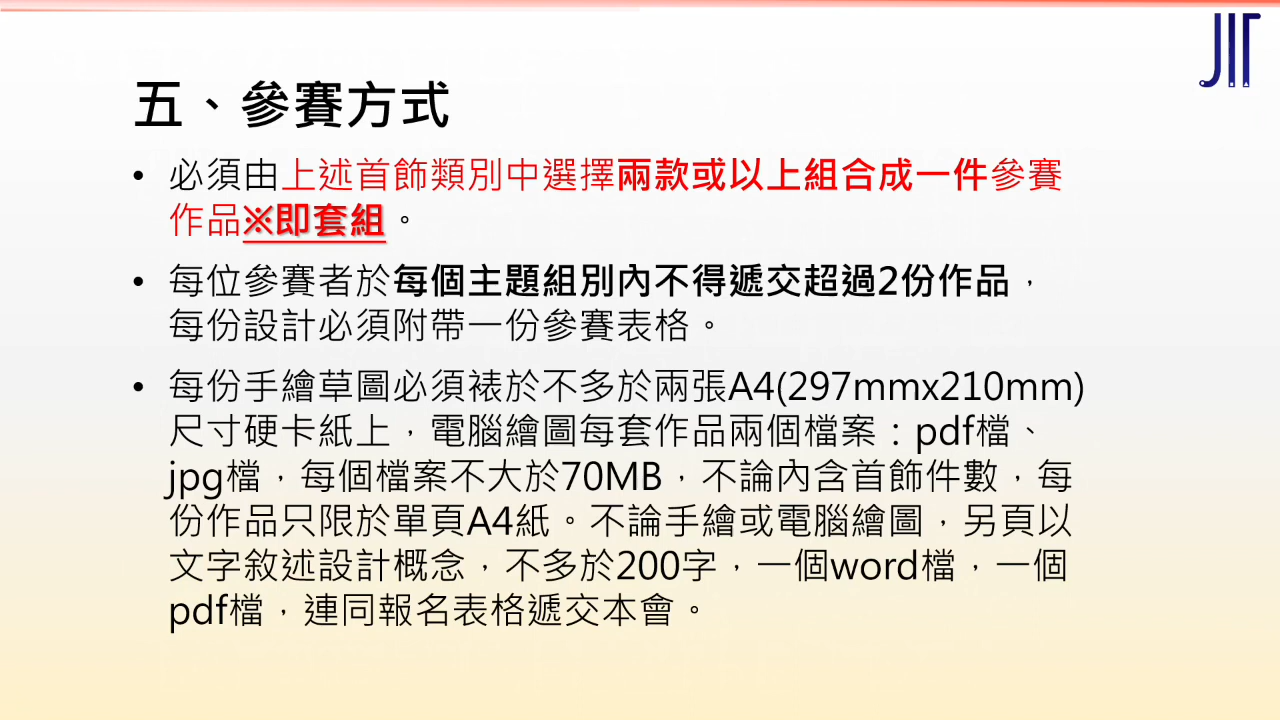 五、參賽方式
• 必須由上述首飾類別中選擇兩款或以上組合成一件參賽
作品※即套組。
• 每位參賽者於每個主題組別內不得遞交超過2份作品，
每份設計必須附帶一份參賽表格。
• 每份手繪草圖必須裱於不多於兩張A4(297mmx210mm)
尺寸硬卡紙上，電腦繪圖每套作品兩個檔案：pdf檔、
jpg檔，每個檔案不大於70MB，不論內含首飾件數，每
份作品只限於單頁A4紙。不論手繪或電腦繪圖，另頁以
文字敘述設計概念，不多於200字，一個word檔，一個
pdf檔，連同報名表格遞交本會。